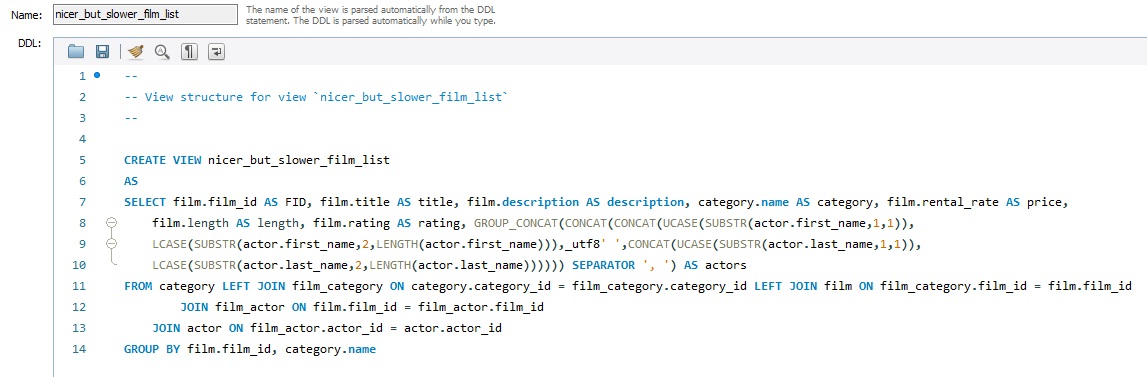 Name:
nicer_but_slower_film_list
The name of the view is parsed automatically from the DDL
statement. The DDL is parsed automatically while you type.
DDL:
1 --
2 -- View structure for view `nicer_but_slower_film_list`
3 --
4
5 CREATE VIEW nicer_but_slower_film_list
6 AS
7 SELECT film.film_id AS FID, film.title AS title, film.description AS description, category.name AS category, film.rental_rate AS price,
8 film.length AS length, film.rating AS rating, GROUP_CONCAT(CONCAT(CONCAT(UCASE(SUBSTR(actor.first_name,1,1)),
9 LCASE(SUBSTR(actor.first_name,2,LENGTH(actor.first_name))),_utf8' ',CONCAT(UCASE(SUBSTR(actor.last_name,1,1)),
10 LCASE(SUBSTR(actor.last_name,2,LENGTH(actor.last_name)))))) SEPARATOR ', ') AS actors
11 FROM category LEFT JOIN film_category ON category.category_id = film_category.category_id LEFT JOIN film ON film_category.film_id = film.film_id
12 JOIN film_actor ON film.film_id = film_actor.film_id
13 JOIN actor ON film_actor.actor_id = actor.actor_id
14 GROUP BY film.film_id, category.name